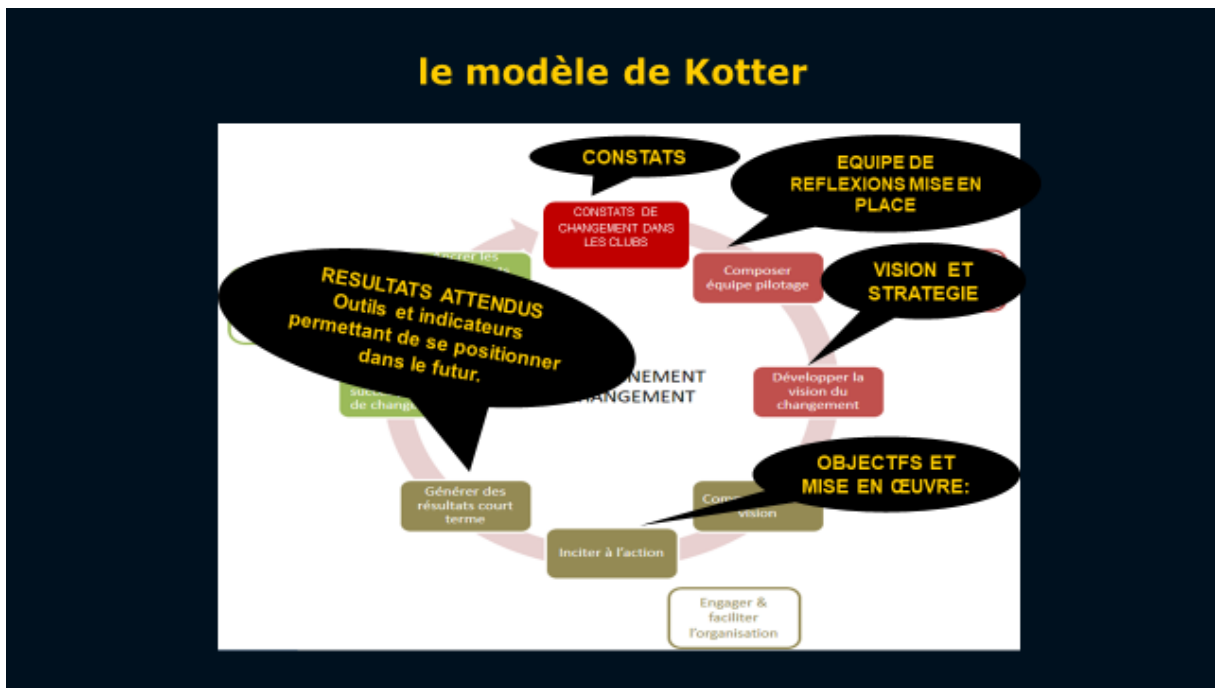 le modèle de Kotter
CONSTATS
EQUIPE DE
REFLEXIONS MISE EN
PLACE
CONSTATS DE
CHANGEMENT DANS
LES CLUBS
Composer
équipe pilotage
VISION ET
STRATEGIE
RESULTATS ATTENDUS
Outils et indicateurs
permettant de se positionner
dans le futur.
Développer la
vision du
changement
de
OBJECTFS ET
MISE EN ŒUVRE:
vision
Générer des
résultats court
terme
Inciter à l'action
Engager &
faciliter
l'organisation